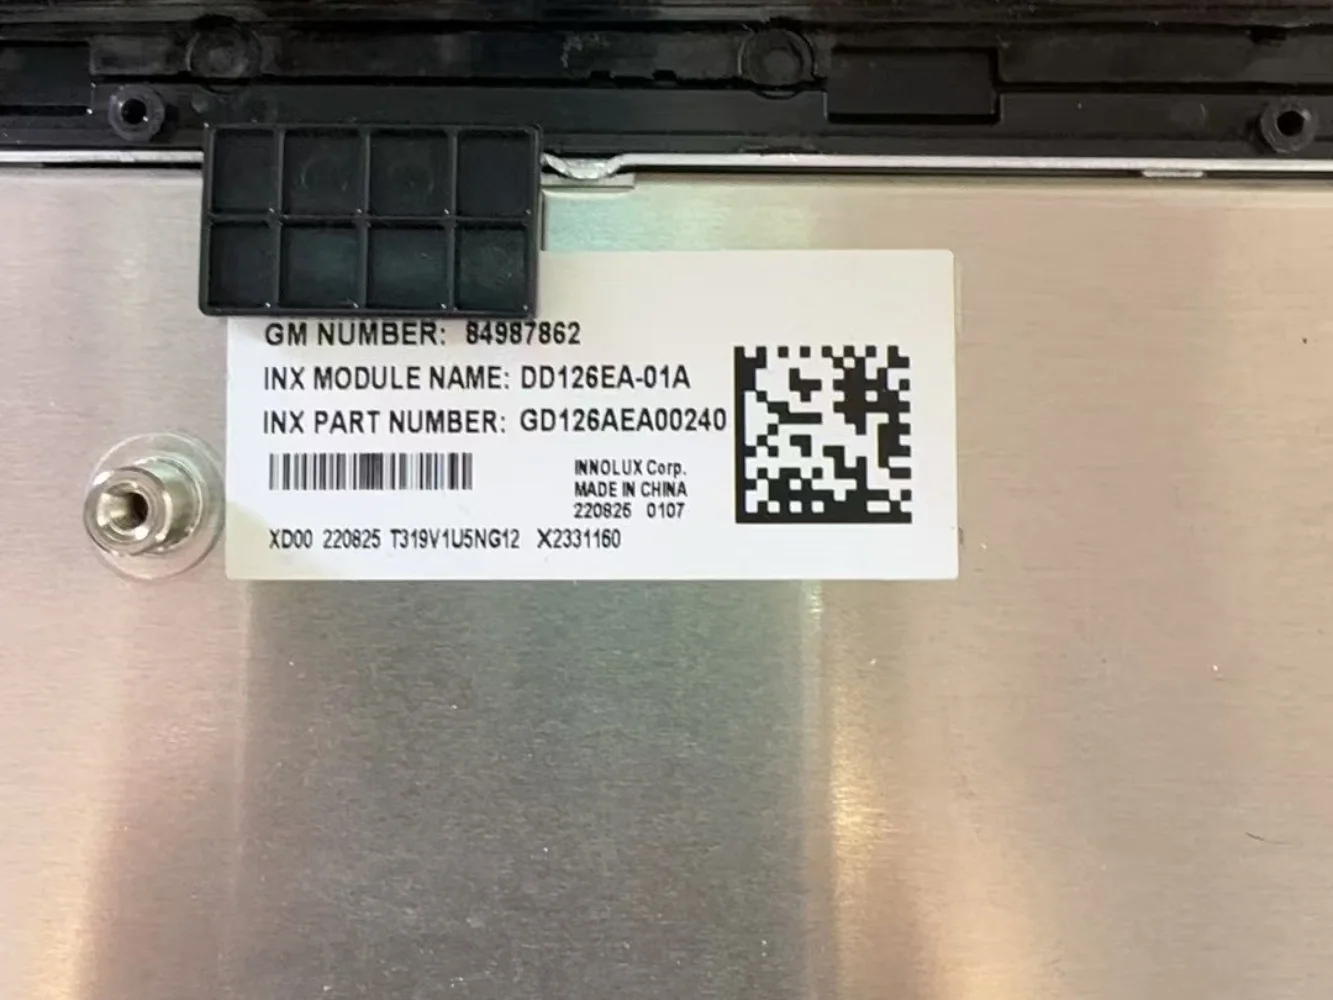 GM NUMBER: 84987862
INX MODULE NAME: DD126EA-01A
INX PART NUMBER: GD126AEA00240
INNOLUX Corp.
MADE IN CHINA
220825 0107
XD00 220825 T319V1U5NG12 X2331160